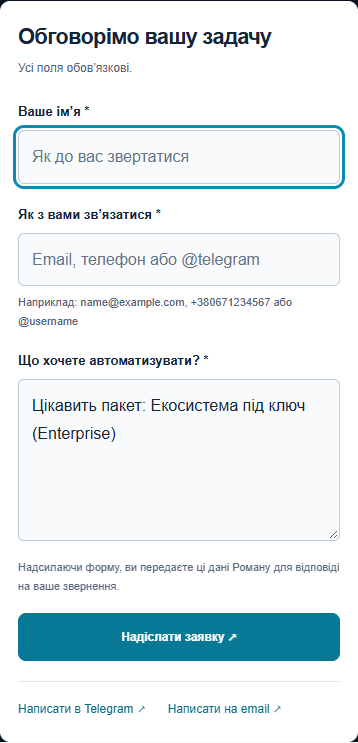 Обговорімо вашу задачу
Усі поля обов’язкові.
Ваше ім’я *
Як до вас звертатися
Як з вами зв’язатися *
Email, телефон або @telegram
Наприклад: name@example.com, +380671234567 або
@username
Що хочете автоматизувати? *
Цікавить пакет: Екосистема під ключ
(Enterprise)
Надсилаючи форму, ви передаєте ці дані Роману для відповіді
на ваше звернення.
Надіслати заявку ↗
Написати в Telegram ↗ Написати на email ↗